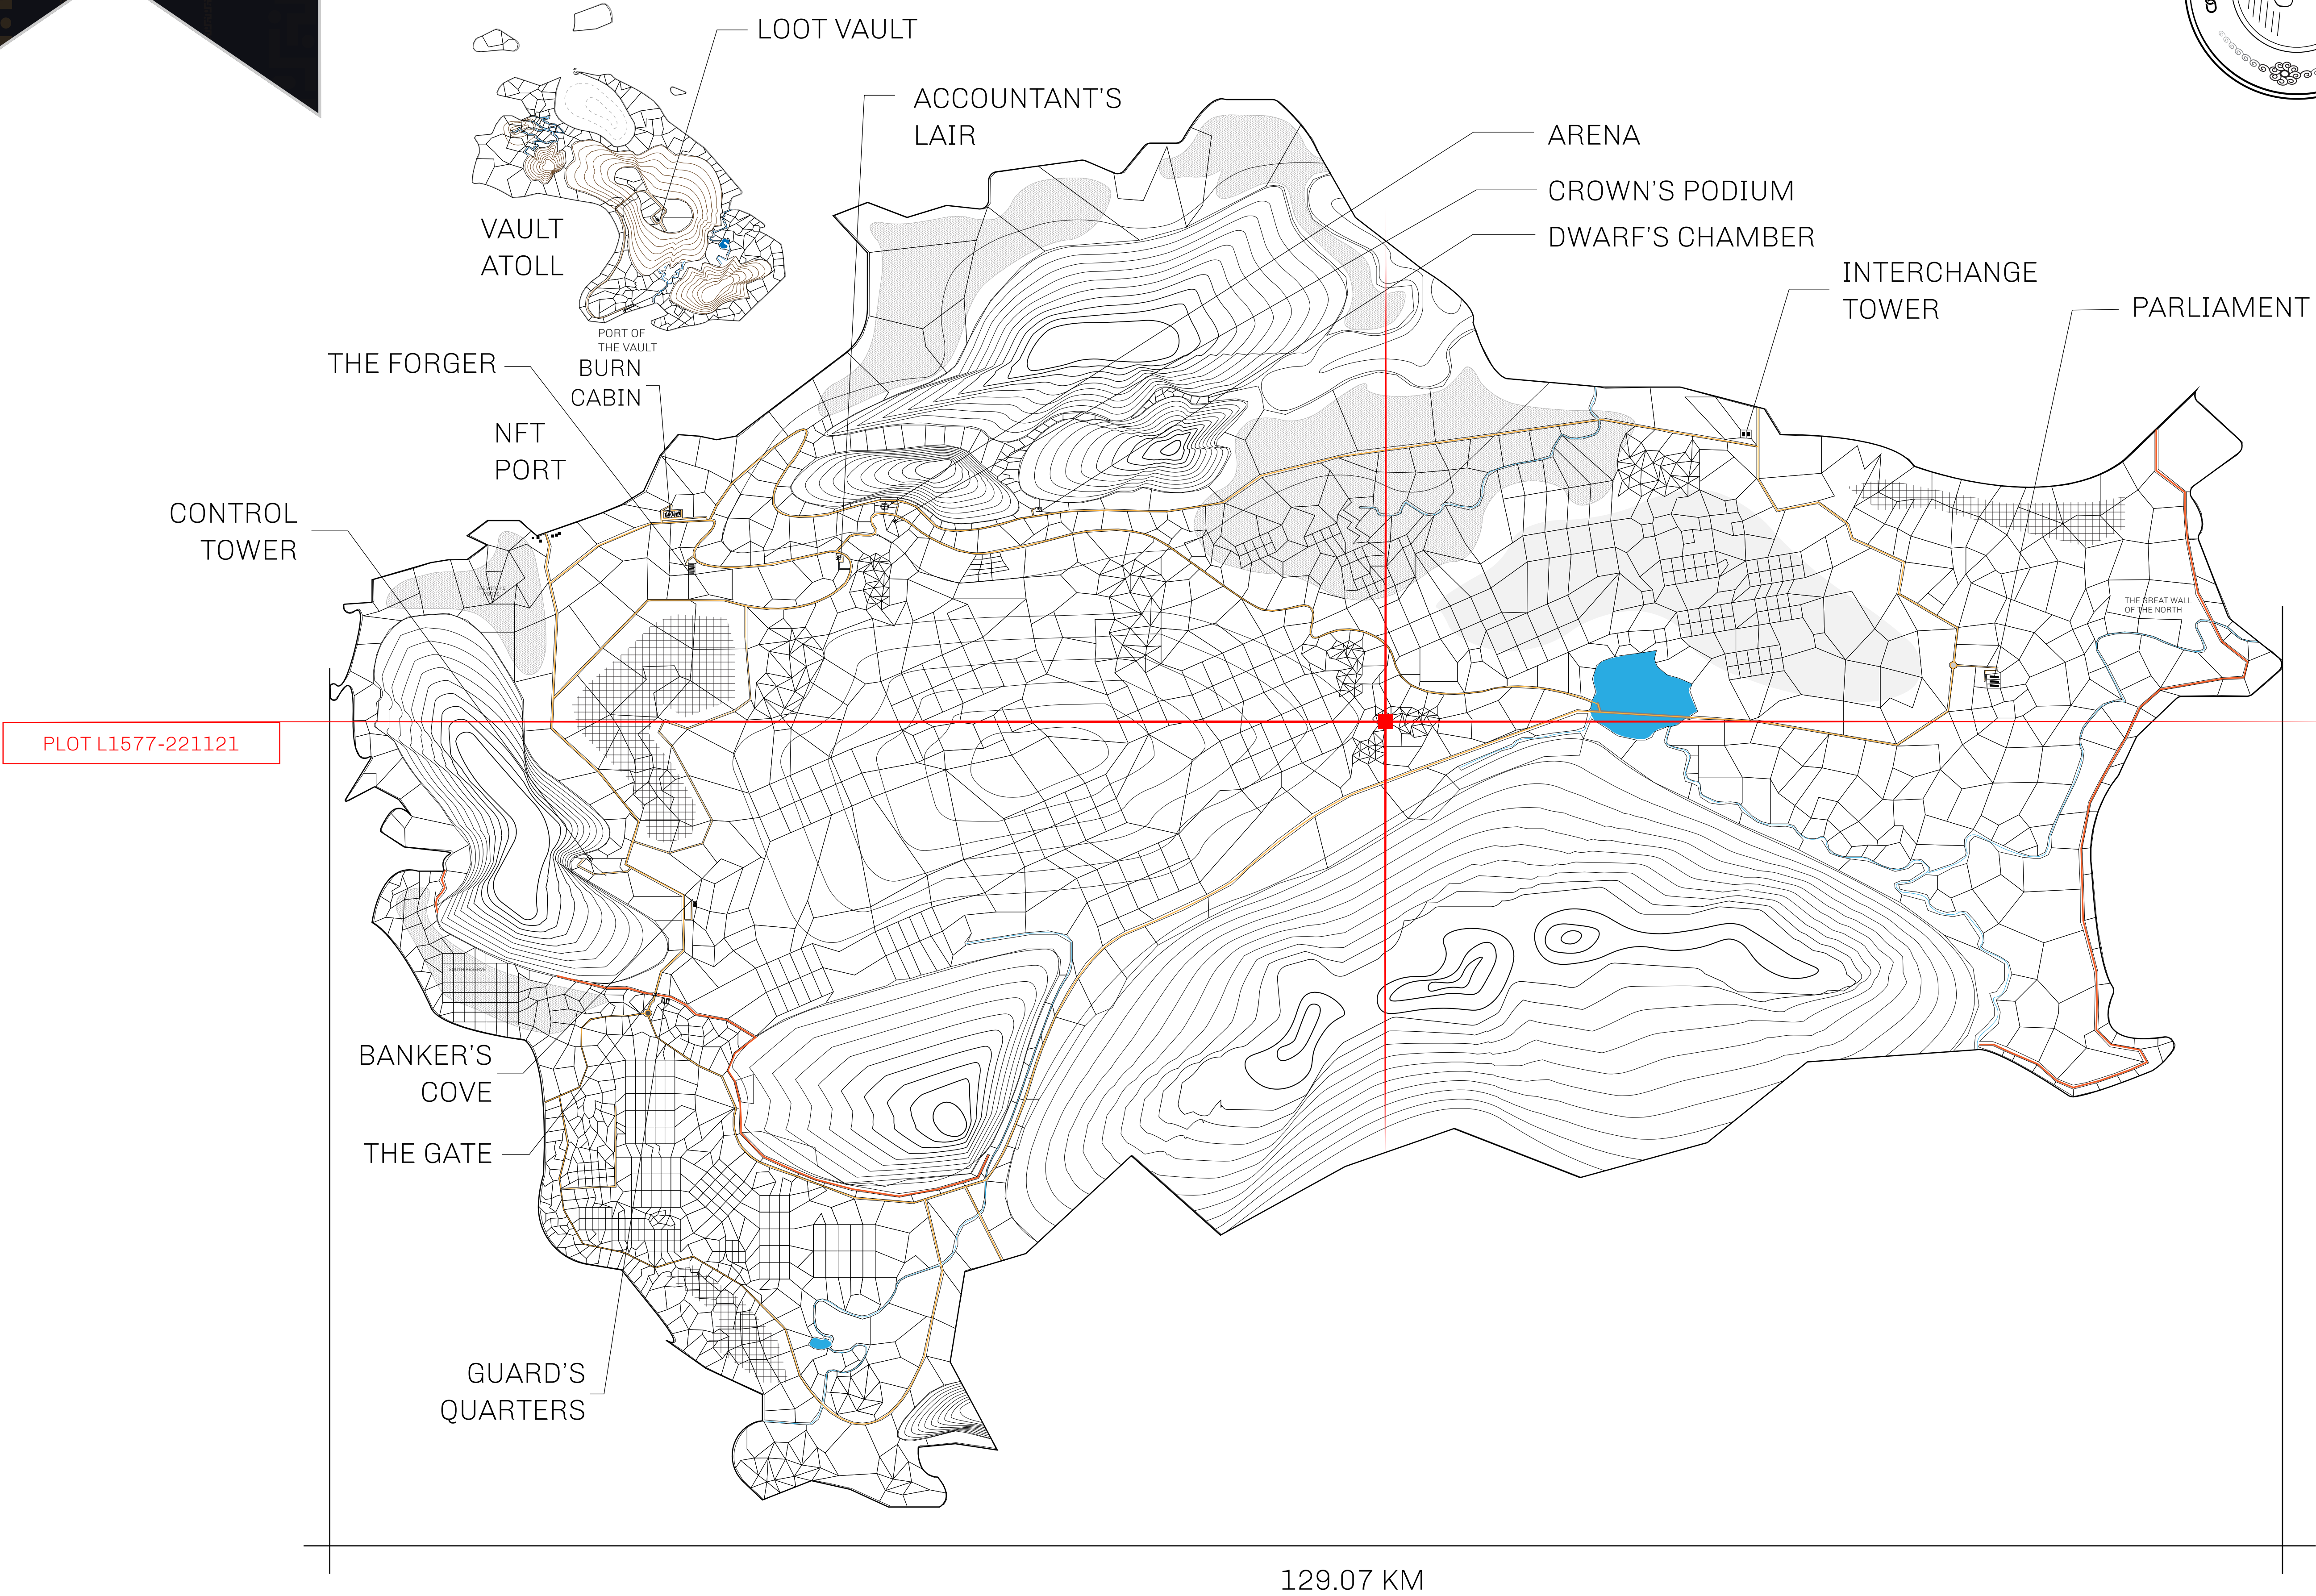 LOOT VAULT
ACCOUNTANT'S
LAIR
ARENA
CROWN'S PODIUM
DWARF'S CHAMBER
INTERCHANGE
TOWER
PARLIAMENT
VAULT
ATOLL
PORT OF
THE VAULT
THE FORGER
BURN
CABIN
NFT
PORT
CONTROL
TOWER
THE GREAT WALL
OF THE NORTH
PLOT L1577-221121
SOUTH RESERVE
BANKER'S
COVE
THE GATE
GUARD'S
QUARTERS
129.07 KM